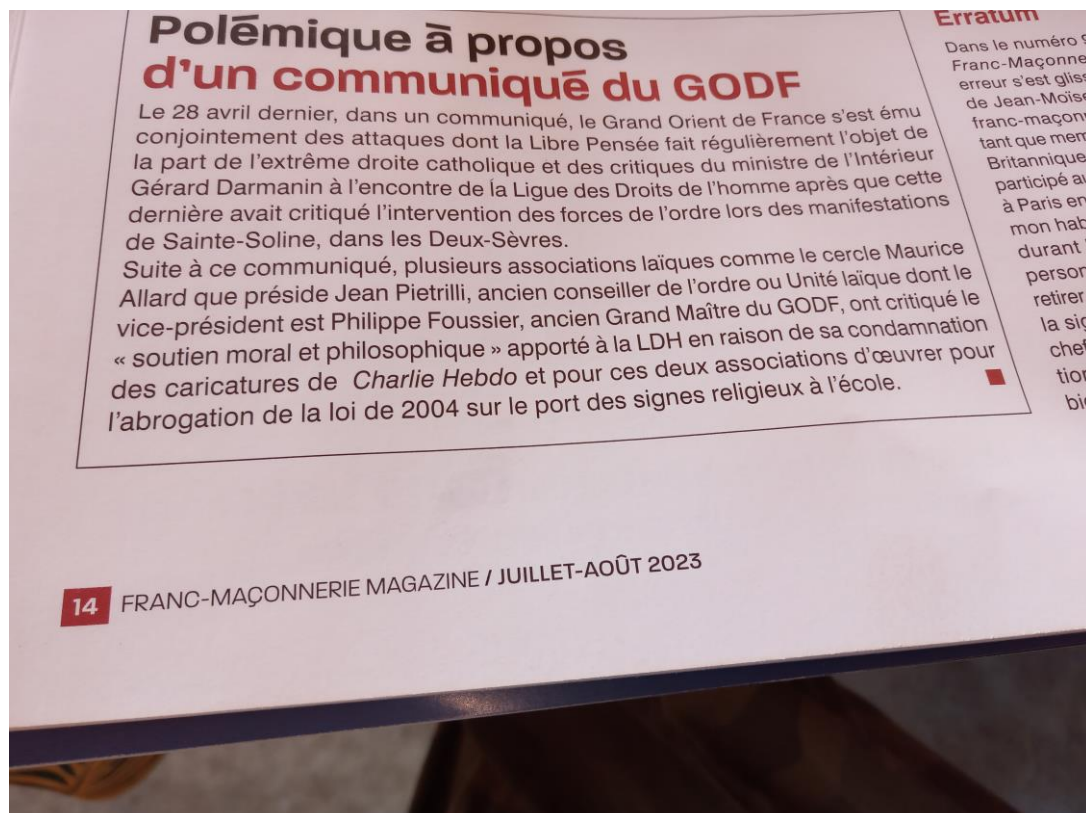 Polémique à propos
d'un communiqué du GODF
Le 28 avril dernier, dans un communiqué, le Grand Orient de France s'est ému
conjointement des attaques dont la Libre Pensée fait régulièrement l'objet de
la part de l'extrême droite catholique et des critiques du ministre de l'Intérieur
Gérard Darmanin à l'encontre de la Ligue des Droits de l'homme après que cette
dernière avait critiqué l'intervention des forces de l'ordre lors des manifestations
de Sainte-Soline, dans les Deux-Sèvres.
Suite à ce communiqué, plusieurs associations laïques comme le cercle Maurice
Allard que préside Jean Pietrilli, ancien conseiller de l'ordre ou Unité laïque dont le
vice-président est Philippe Foussier, ancien Grand Maître du GODF, ont critiqué le
« soutien moral et philosophique » apporté à la LDH en raison de sa condamnation
des caricatures de Charlie Hebdo et pour ces deux associations d'œuvrer pour
l'abrogation de la loi de 2004 sur le port des signes religieux à l'école.
Erratum
Dans le numéro
Franc-Maçonne
erreur s'est gliss
de Jean-Moïse
franc-maçon
tant que mem
Britannique
participé au
à Paris en
mon hab
durant
person
retirer
la sig
chef
tion
bi
14 FRANC-MAÇONNERIE MAGAZINE / JUILLET-AOÛT 2023